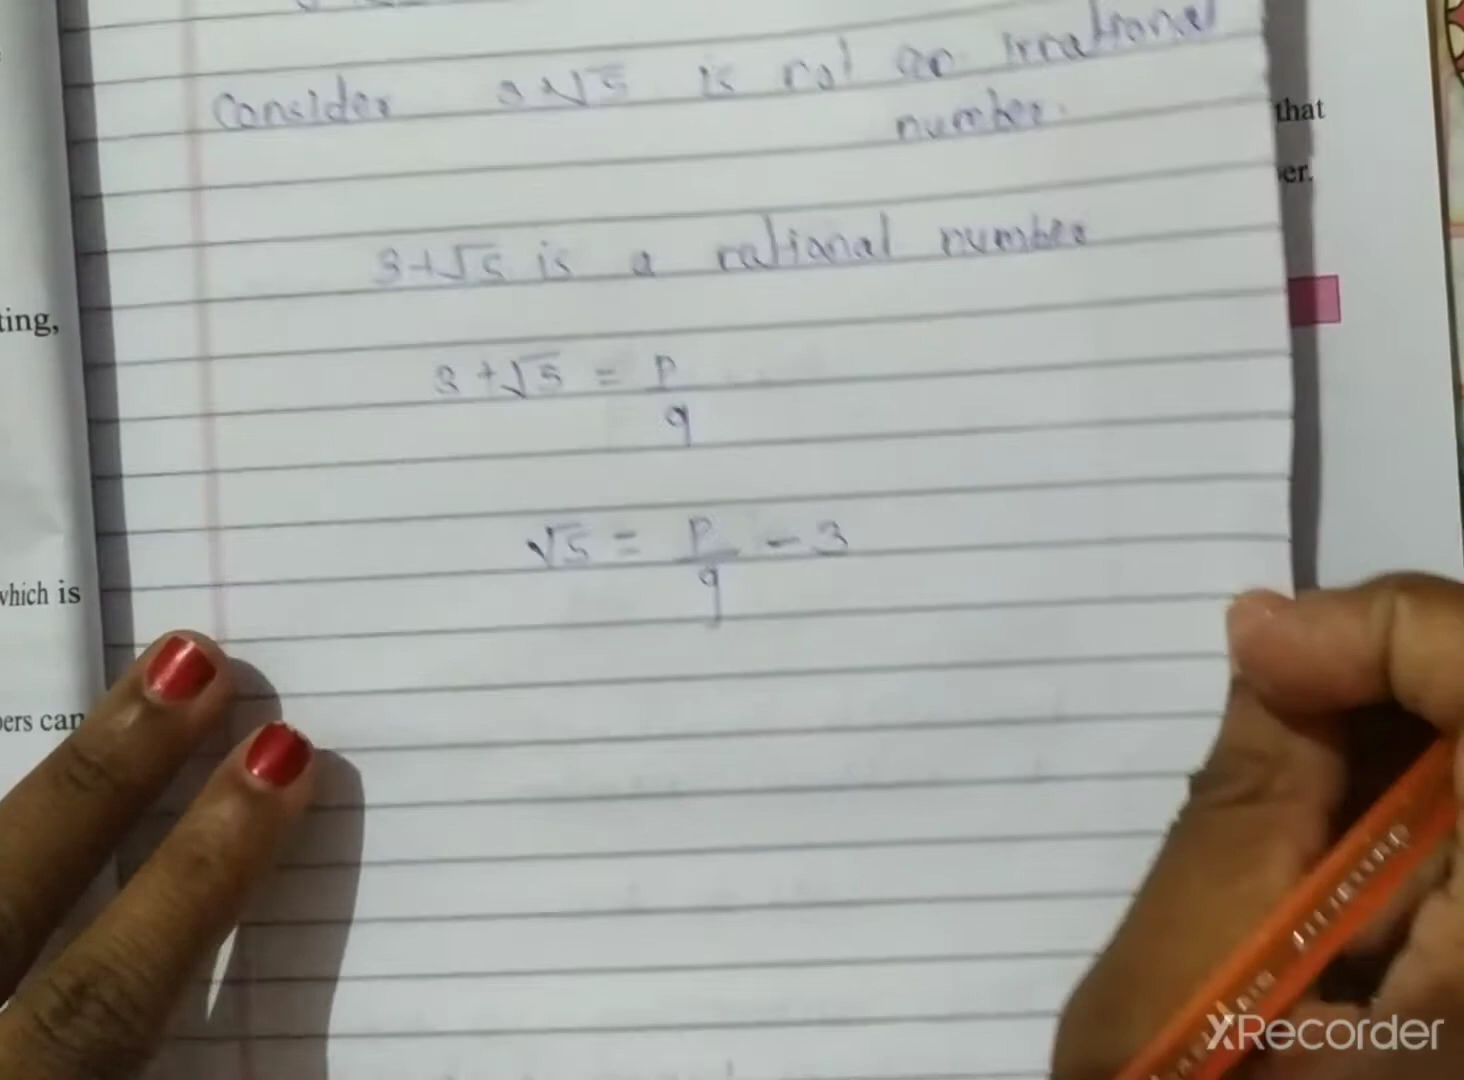 Consider 3+√5 is not an irrational
number.
that
er.
3+√5 is a rational number
ting,
3+√5 = p/q
√5 = p/q - 3
which is
bers can
XRecorder